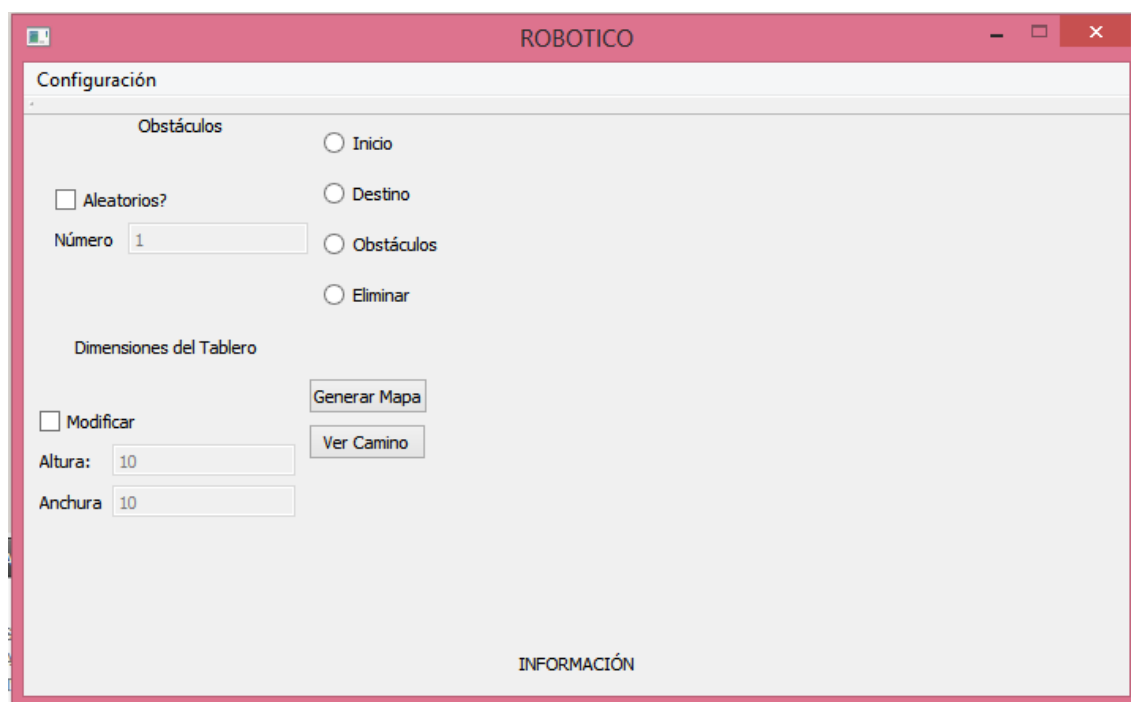 ROBOTICO
Configuración
Obstáculos
Inicio
Aleatorios?
Destino
Número 1
Obstáculos
Eliminar
Dimensiones del Tablero
Generar Mapa
Modificar
Ver Camino
Altura: 10
Anchura 10
INFORMACIÓN